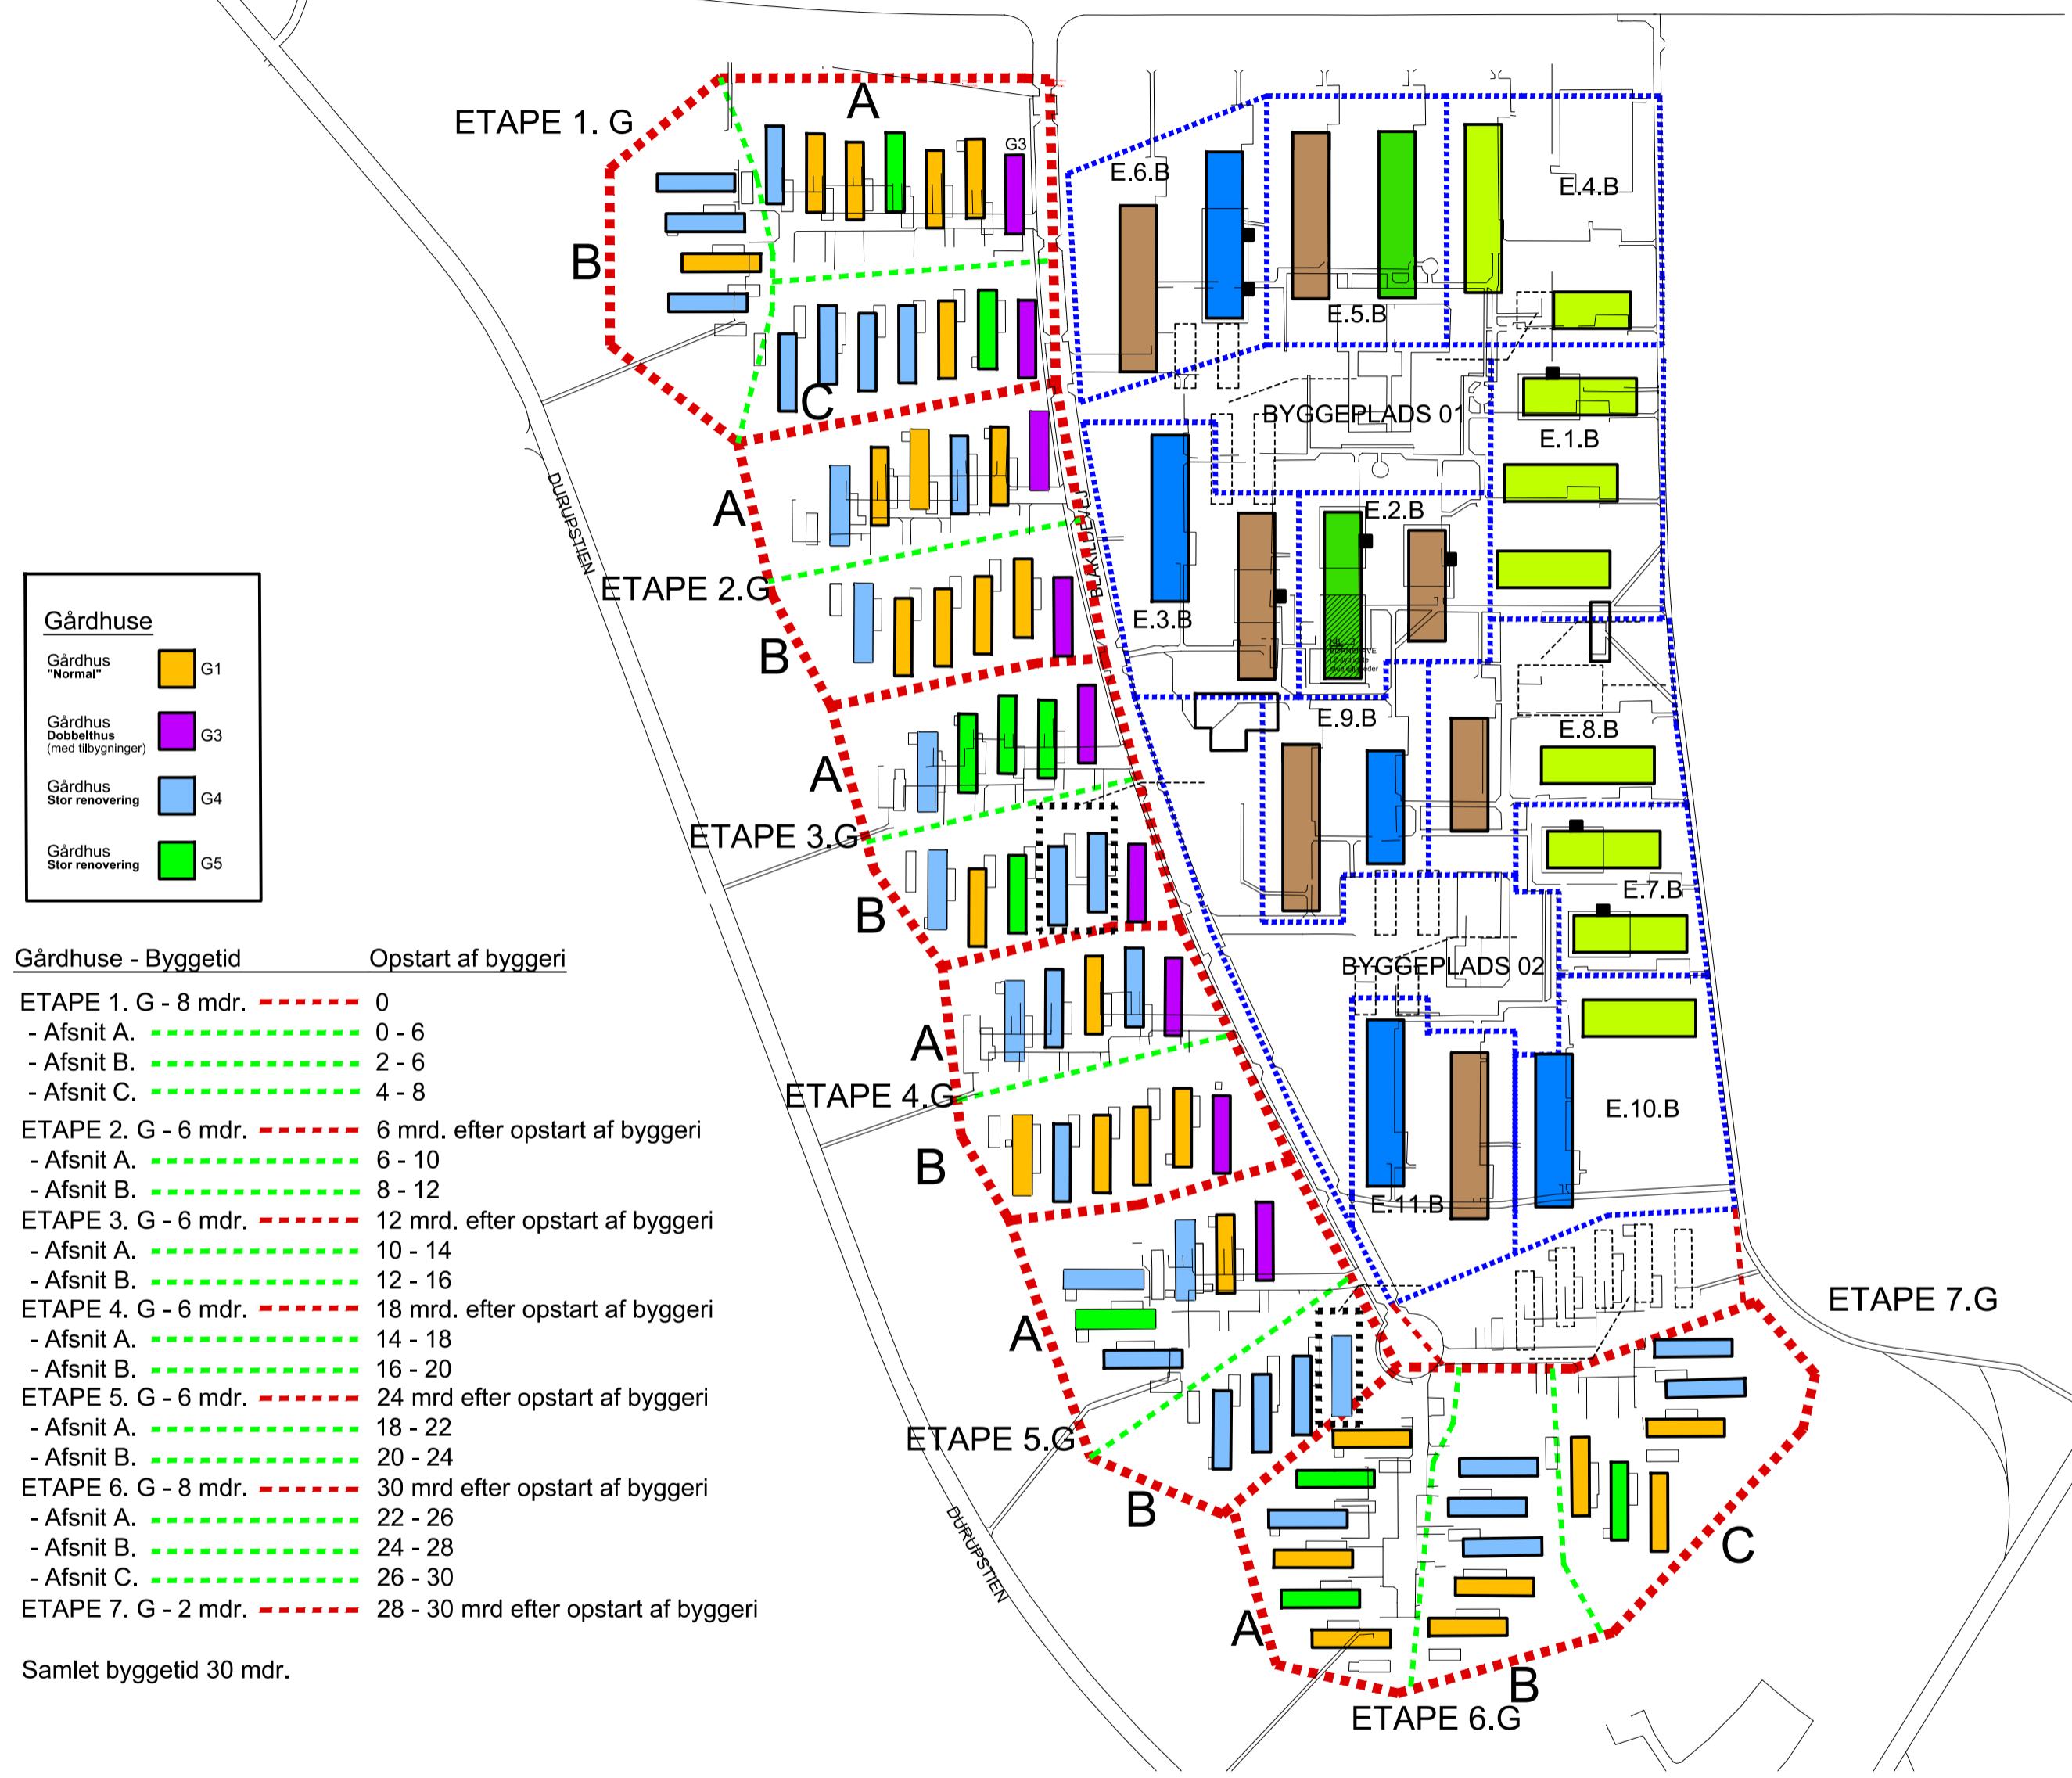 ETAPE 1. G
A
G3
B
C
E.6.B
E.5.B
E.4.B
BYGGEPLADS 01
E.1.B
DURUPSTIEN
A
BLÅKILDEVEJ
E.2.B
ETAPE 2.G
B
E.3.B
A
E.9.B
E.8.B
ETAPE 3.G
B
E.7.B
BYGGEPLADS 02
A
ETAPE 4.G
B
E.10.B
E.11.B
A
ETAPE 5.G
B
ETAPE 7.G
DURUPSTIEN
A
B
C
ETAPE 6.G
Gårdhuse
Gårdhus
"Normal"
G1
Gårdhus
Dobbelthus
(med tilbygninger)
G3
Gårdhus
Stor renovering
G4
Gårdhus
Stor renovering
G5
Gårdhuse - Byggetid Opstart af byggeri
ETAPE 1. G - 8 mdr. 0
- Afsnit A. 0 - 6
- Afsnit B. 2 - 6
- Afsnit C. 4 - 8
ETAPE 2. G - 6 mdr. 6 mrd. efter opstart af byggeri
- Afsnit A. 6 - 10
- Afsnit B. 8 - 12
ETAPE 3. G - 6 mdr. 12 mrd. efter opstart af byggeri
- Afsnit A. 10 - 14
- Afsnit B. 12 - 16
ETAPE 4. G - 6 mdr. 18 mrd. efter opstart af byggeri
- Afsnit A. 14 - 18
- Afsnit B. 16 - 20
ETAPE 5. G - 6 mdr. 24 mrd efter opstart af byggeri
- Afsnit A. 18 - 22
- Afsnit B. 20 - 24
ETAPE 6. G - 8 mdr. 30 mrd efter opstart af byggeri
- Afsnit A. 22 - 26
- Afsnit B. 24 - 28
- Afsnit C. 26 - 30
ETAPE 7. G - 2 mdr. 28 - 30 mrd efter opstart af byggeri
Samlet byggetid 30 mdr.